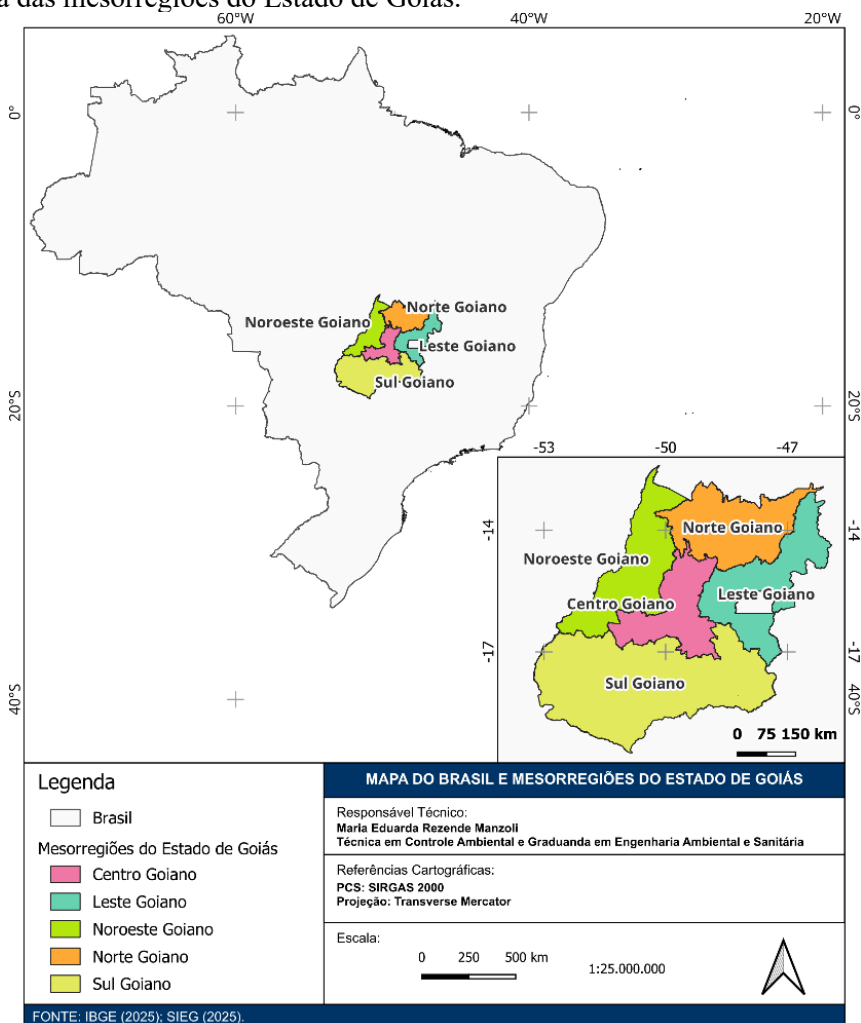 a das mesorregiões do Estado de Goiás.
60°W 40°W 20°W
0° 0°
Norte Goiano
Noroeste Goiano
Leste Goiano
Sul Goiano
20°S 20°S
-53 -50 -47
-14 Norte Goiano -14
Noroeste Goiano
Leste Goiano
Centro Goiano
-17 -17
Sul Goiano
40°S 40°S
0 75 150 km
Legenda
Brasil
Mesorregiões do Estado de Goiás
Centro Goiano
Leste Goiano
Noroeste Goiano
Norte Goiano
Sul Goiano
MAPA DO BRASIL E MESORREGIÕES DO ESTADO DE GOIÁS
Responsável Técnico:
Maria Eduarda Rezende Manzoli
Técnica em Controle Ambiental e Graduanda em Engenharia Ambiental e Sanitária
Referências Cartográficas:
PCS: SIRGAS 2000
Projeção: Transverse Mercator
Escala:
0 250 500 km
1:25.000.000
FONTE: IBGE (2025); SIEG (2025).